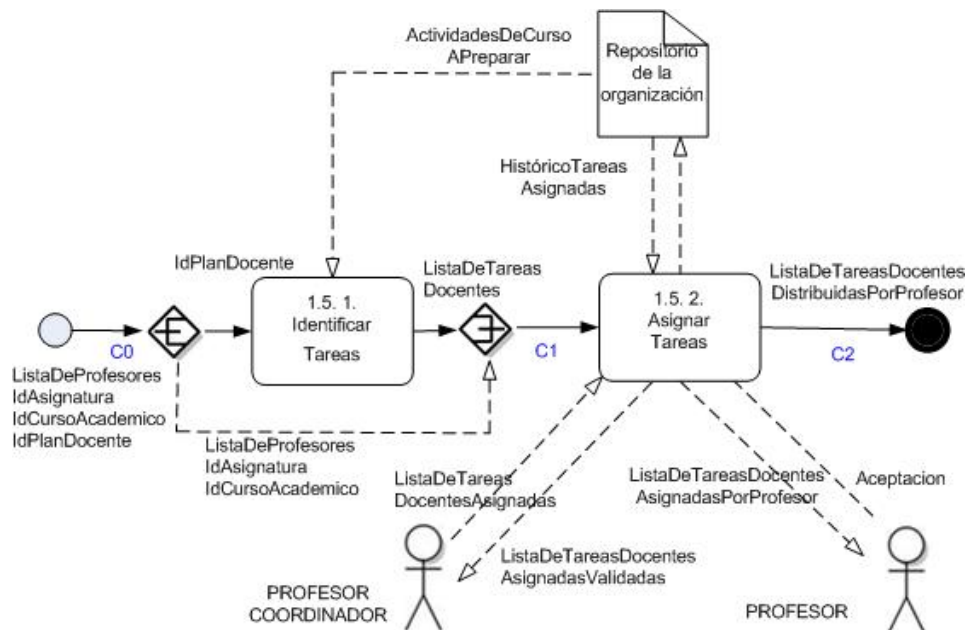 ActividadesDeCurso
APreparar
Repositorio
de la
organización
HistóricoTareas
Asignadas
IdPlanDocente
ListaDeTareas
Docentes
ListaDeTareasDocentes
DistribuidasPorProfesor
1.5. 1.
Identificar
Tareas
1.5. 2.
Asignar
Tareas
C0
C1
C2
ListaDeProfesores
IdAsignatura
IdCursoAcademico
IdPlanDocente
ListaDeProfesores
IdAsignatura
IdCursoAcademico
ListaDeTareas
DocentesAsignadas
ListaDeTareasDocentes
AsignadasPorProfesor
Aceptacion
ListaDeTareasDocentes
AsignadasValidadas
PROFESOR
COORDINADOR
PROFESOR